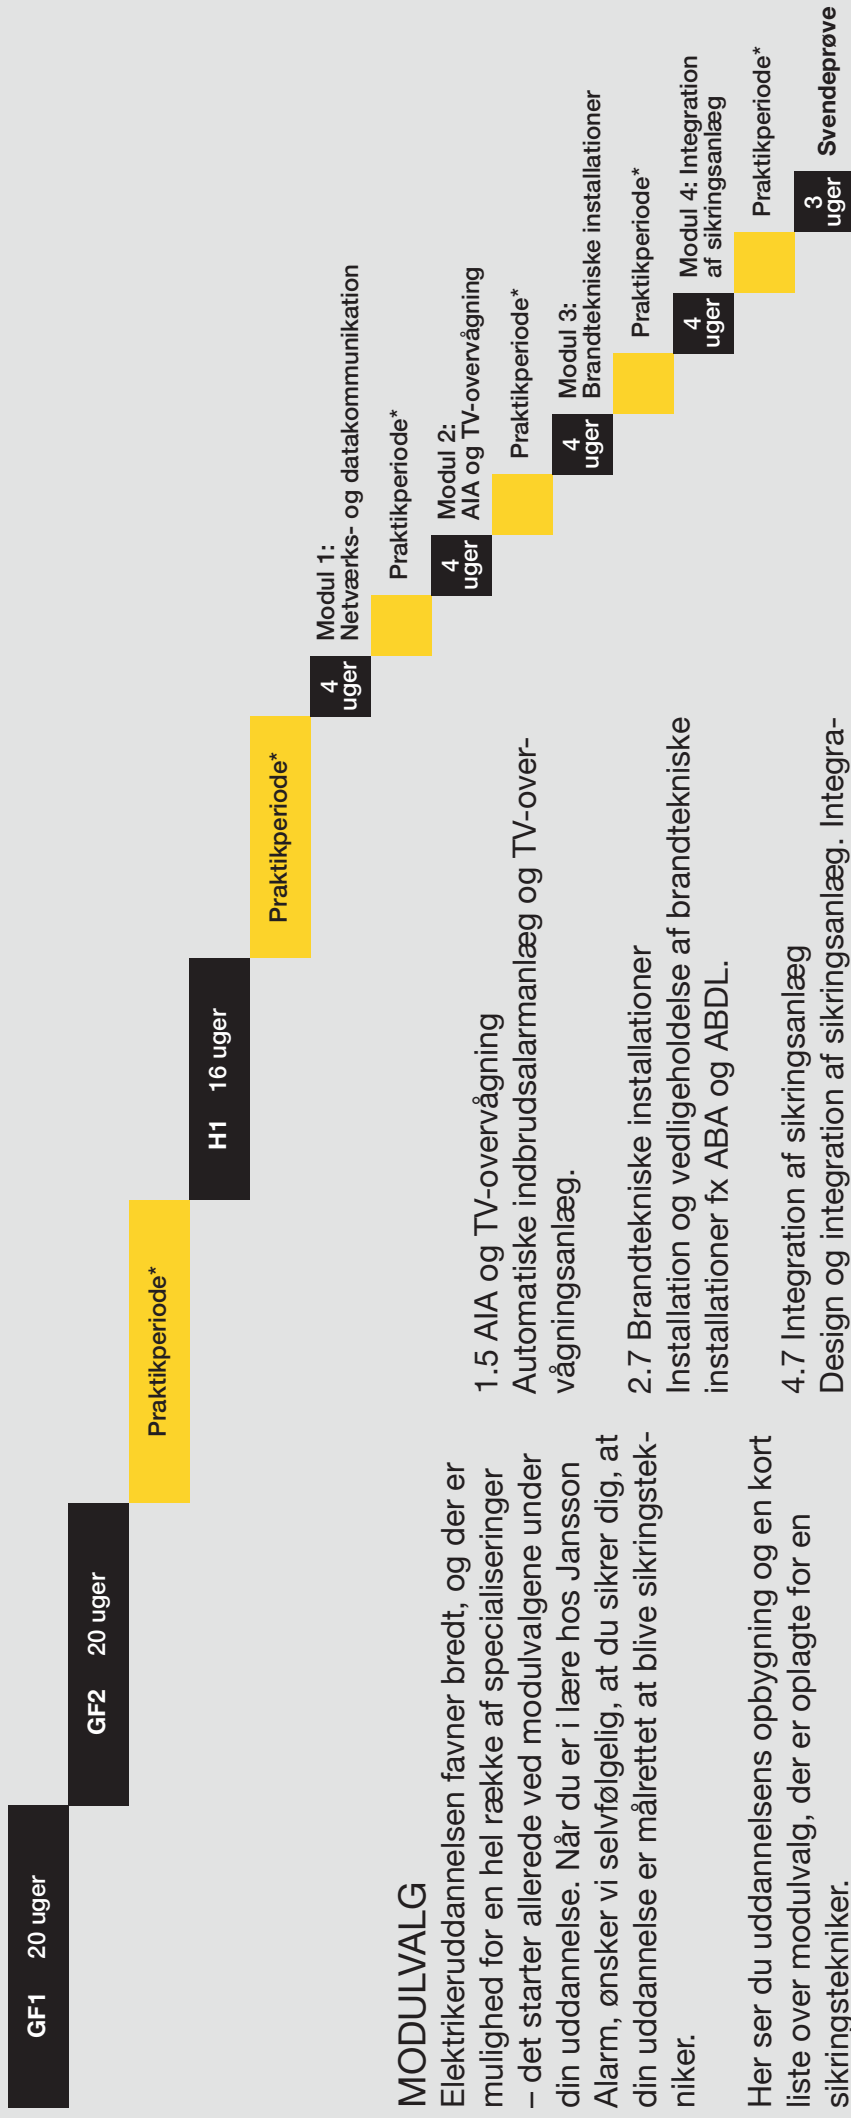 GF1 20 uger
GF2 20 uger
Praktikperiode*
H1 16 uger
Praktikperiode*
4
uger
Modul 1:
Netværks- og datakommunikation
Praktikperiode*
4
uger
Modul 2:
AIA og TV-overvågning
Praktikperiode*
4
uger
Modul 3:
Brandtekniske installationer
Praktikperiode*
4
uger
Modul 4: Integration
af sikringsanlæg
Praktikperiode*
3
uger
Svendeprøve
MODULVALG
Elektrikeruddannelsen favner bredt, og der er
mulighed for en hel række af specialiseringer
– det starter allerede ved modulvalgene under
din uddannelse. Når du er i lære hos Jansson
Alarm, ønsker vi selvfølgelig, at du sikrer dig, at
din uddannelse er målrettet at blive sikringstek-
niker.
Her ser du uddannelsens opbygning og en kort
liste over modulvalg, der er oplagte for en
sikringstekniker.
1.5 AIA og TV-overvågning
Automatiske indbrudsalarmanlæg og TV-over-
vågningsanlæg.
2.7 Brandtekniske installationer
Installation og vedligeholdelse af brandtekniske
installationer fx ABA og ABDL.
4.7 Integration af sikringsanlæg
Design og integration af sikringsanlæg. Integra-